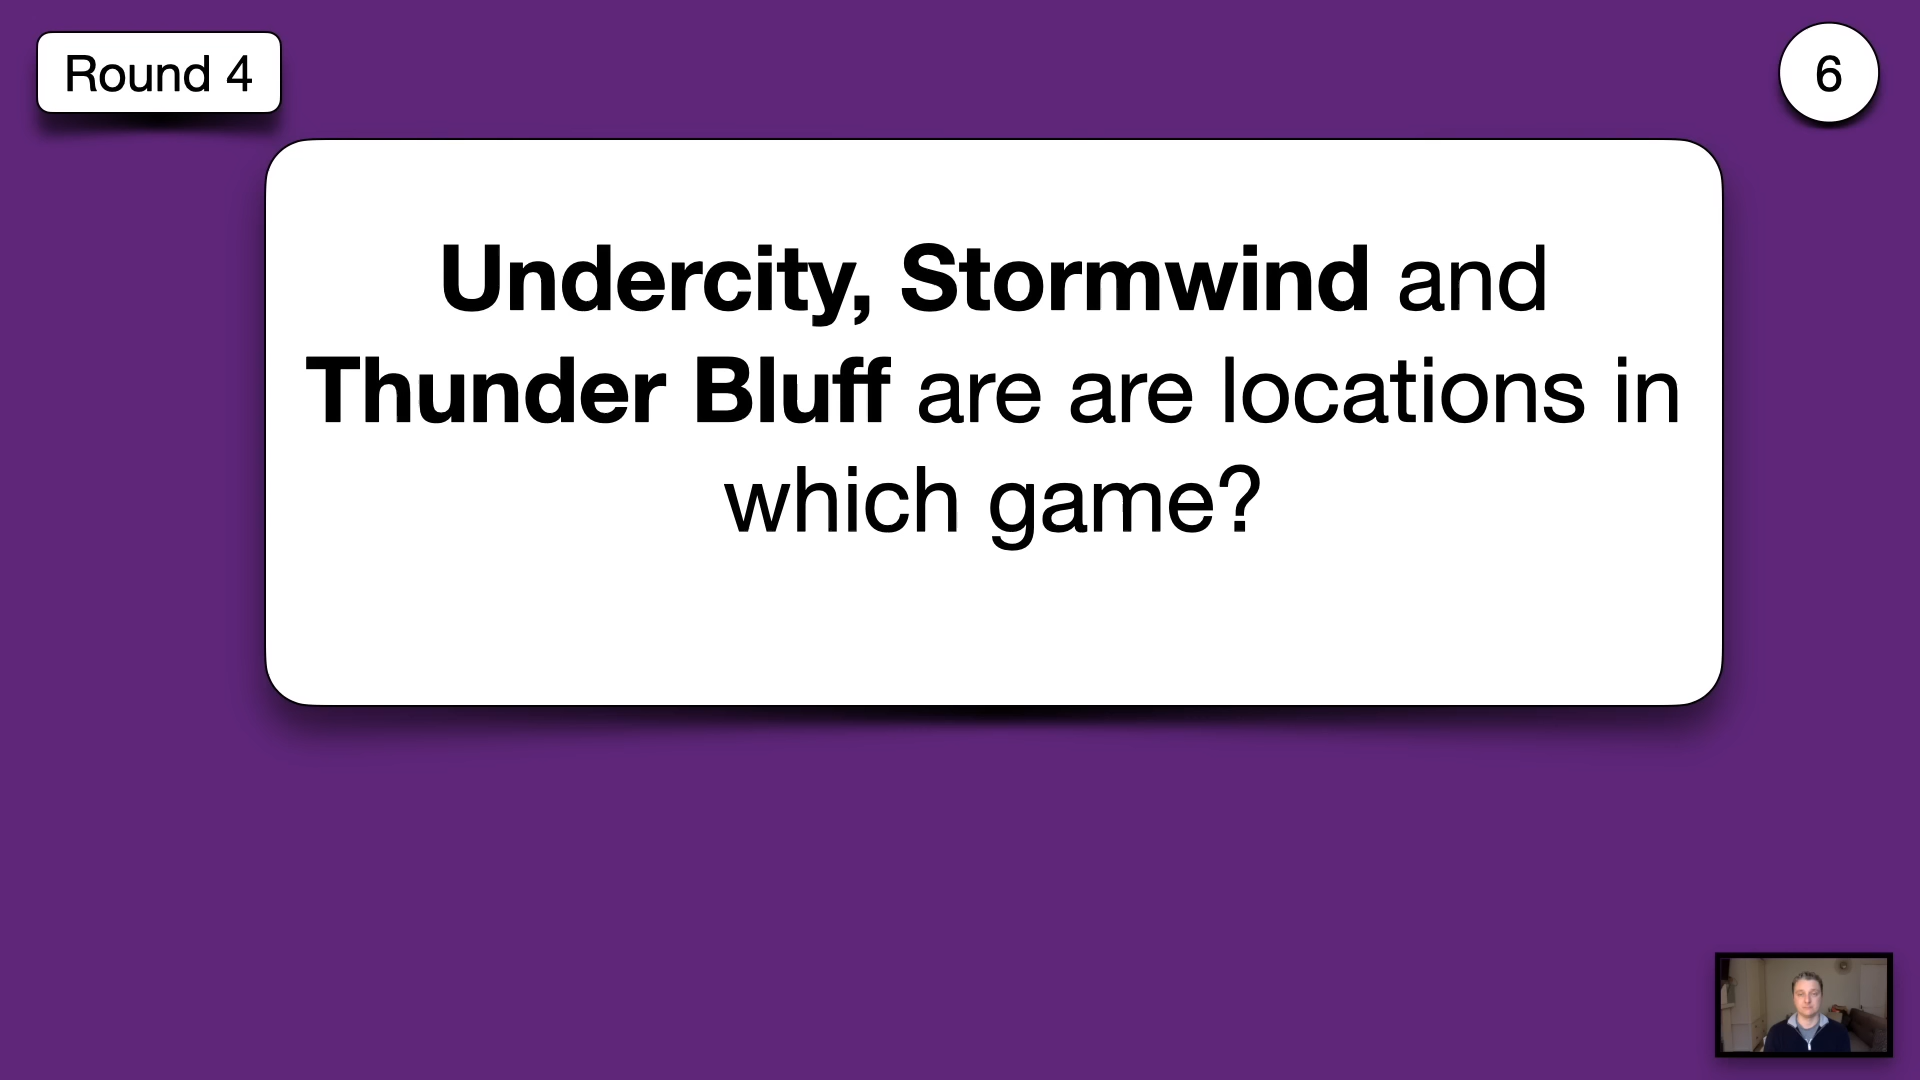 Round 4
6
Undercity, Stormwind and
Thunder Bluff are are locations in
which game?